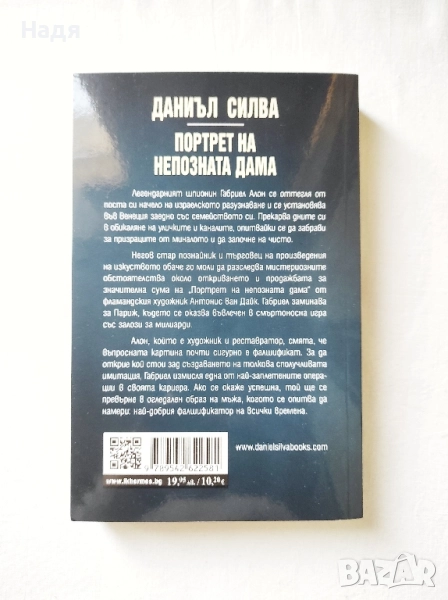 Надя
ДАНИЪЛ СИЛВА
ПОРТРЕТ НА
НЕПОЗНАТА ДАМА
Легендарният шпионин Габриел Алон се оттегля от
поста си начело на израелското разузнаване и се установява
във Венеция заедно със семейството си. Прекарва дните си
в обикаляне на уличките и каналите, опитвайки се да забрави
за призраците от миналото и да започне на чисто.
Негов стар познайник и търговец на произведения
на изкуството обаче го моли да разследва мистериозните
обстоятелства около откриването и продажбата за
значителна сума на „Портрет на непозната дама" от
фламандския художник Антонис ван Дайк. Габриел заминава
за Париж, където се оказва въвлечен в смъртоносна игра
със залози за милиарди.
Алон, който е художник и реставратор, смята, че
въпросната картина почти сигурно е фалшификат. За да
открие кой стои зад създаването на толкова сполучливата
имитация, Габриел измисля една от най-заплетените опера-
ции в своята кариера. Ако се окаже успешна, той ще се
превърне в огледален образ на мъжа, когото се опитва да
намери: най-добрия фалшификатор на всички времена.
www.danielsilvabooks.com
9 789542 622581
www.ikhermes.bg
19,95 лв. / 10,20 €
BAZAR